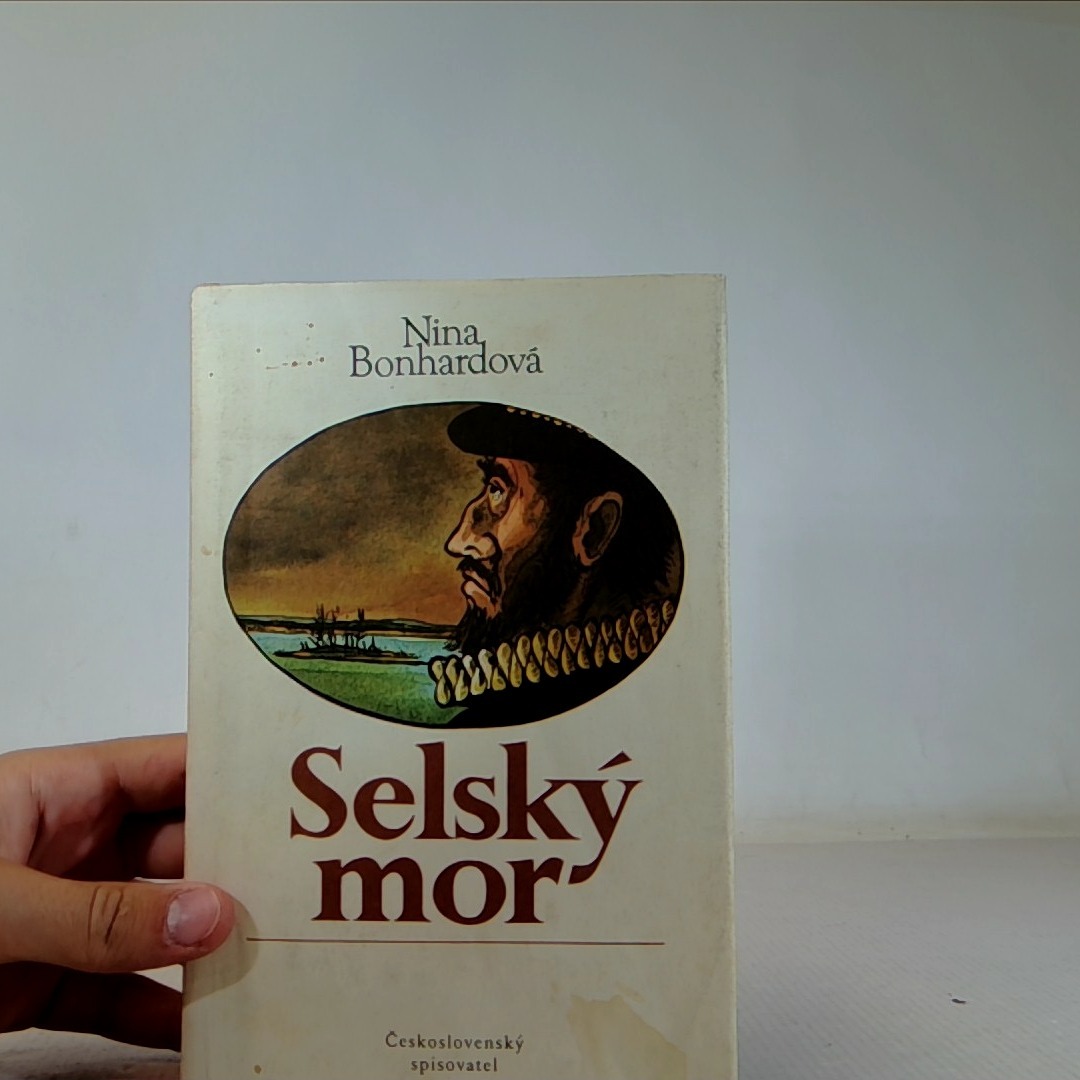 Nina
Bonhardová
Selský
mor
Československý
spisovatel